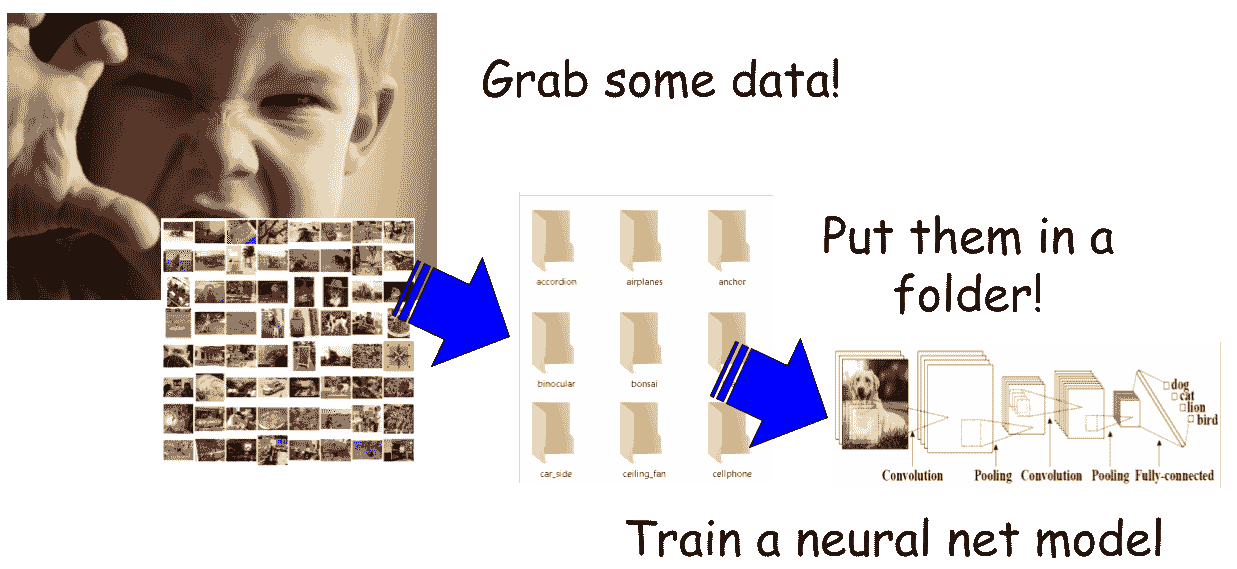 Grab some data!
Put them in a
folder!
accordion
airplanes
anchor
binocular
bonsai
car_side
ceiling_fan
cellphone
dog
cat
lion
bird
Convolution
Pooling
Convolution
Pooling
Fully-connected
Train a neural net model